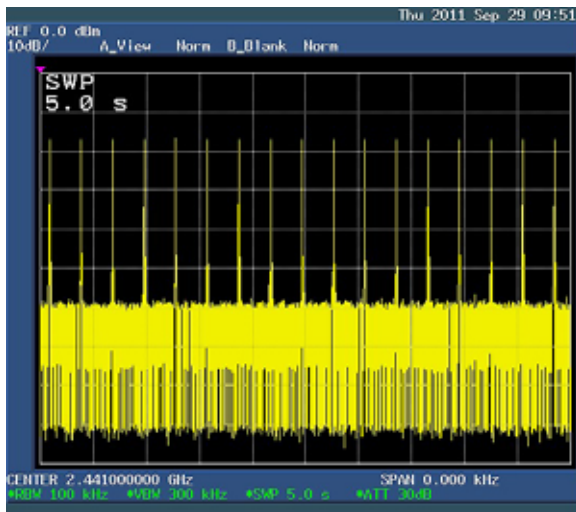 Thu 2011 Sep 29 09:51
REF 0.0 dBm
10dB/ A_View Norm B_Blank Norm
SWP
5.0 s
CENTER 2.441000000 GHz SPAN 0.000 kHz
*RBW 100 kHz *VBW 300 kHz *SWP 5.0 s *ATT 30dB